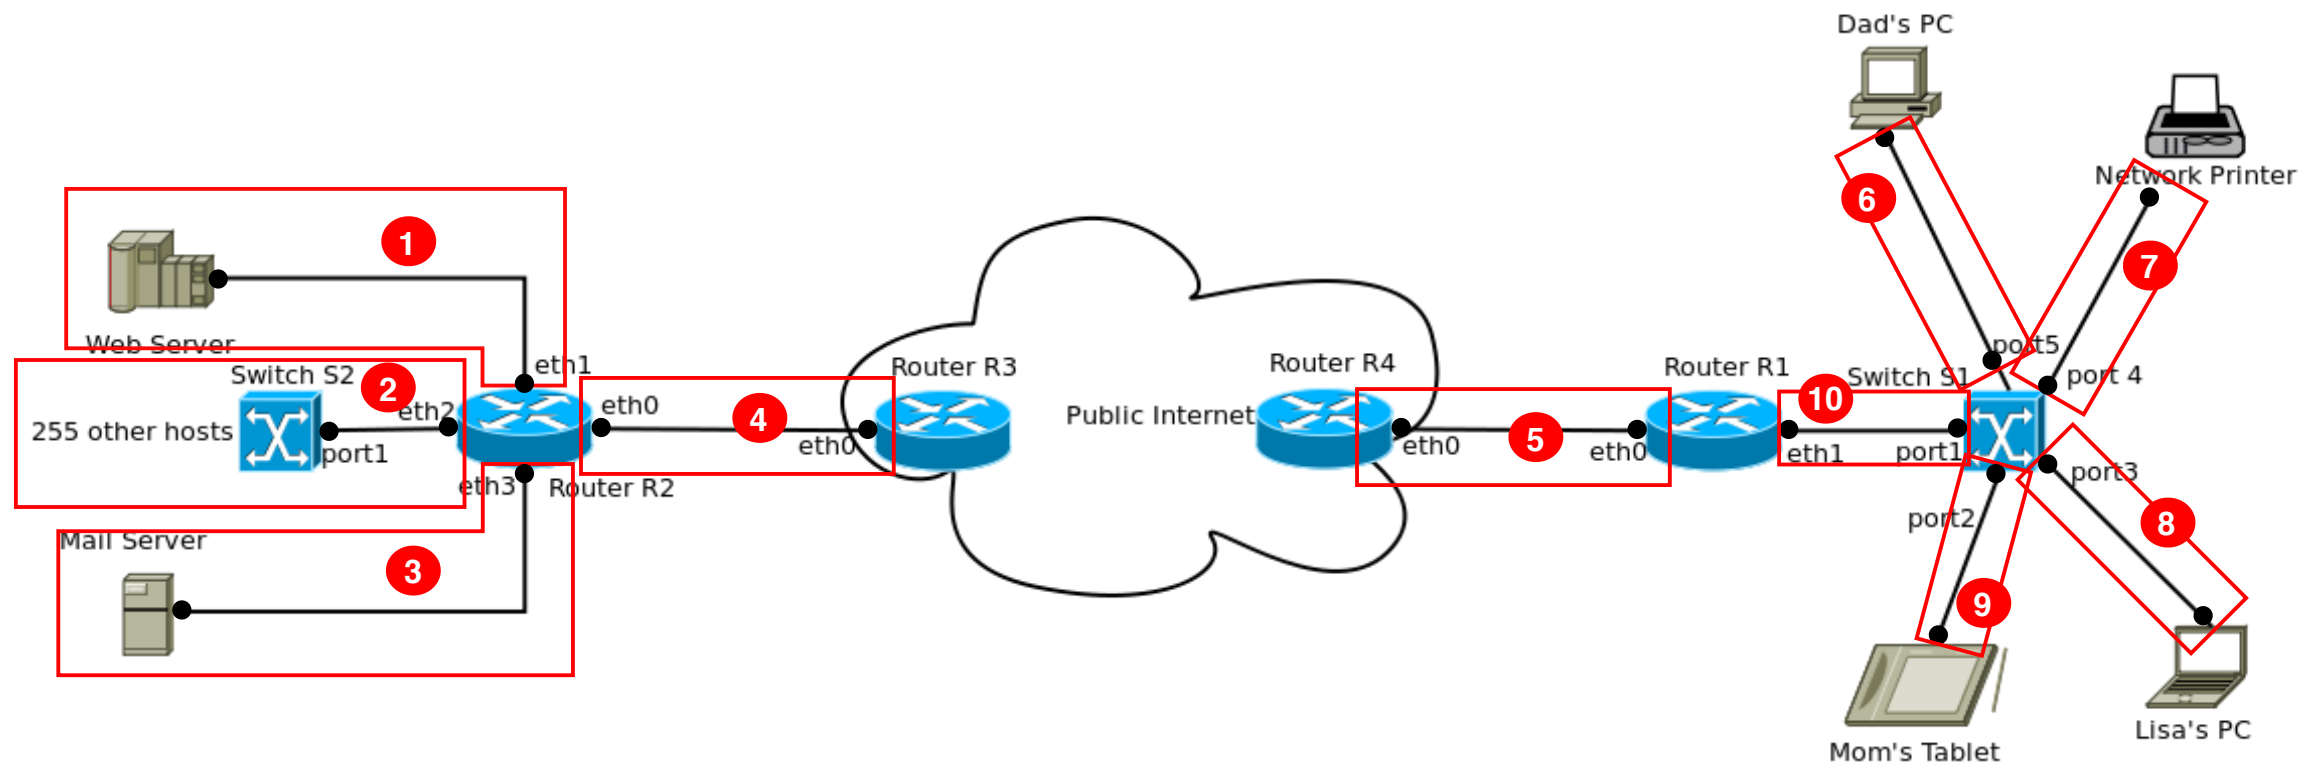 Dad's PC
Network Printer
6
7
1
Web Server
eth1
port5
Switch S2
2
eth2
255 other hosts
port1
eth0
4
eth0
Router R3
Public Internet
Router R4
eth0
5
eth0
Router R1
10
Switch S1
eth1
port1
port 4
port3
port2
8
9
eth3
Router R2
Mail Server
3
Mom's Tablet
Lisa's PC